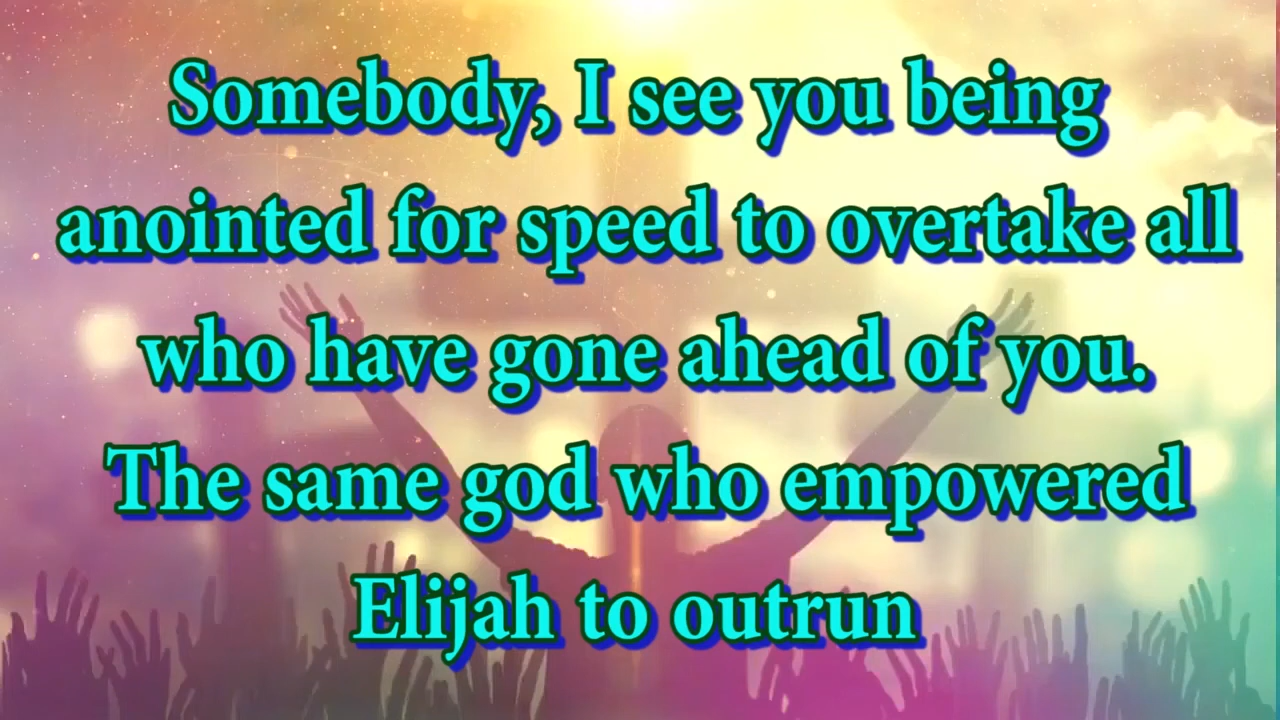 Somebody, I see you being
anointed for speed to overtake all
who have gone ahead of you.
The same god who empowered
Elijah to outrun